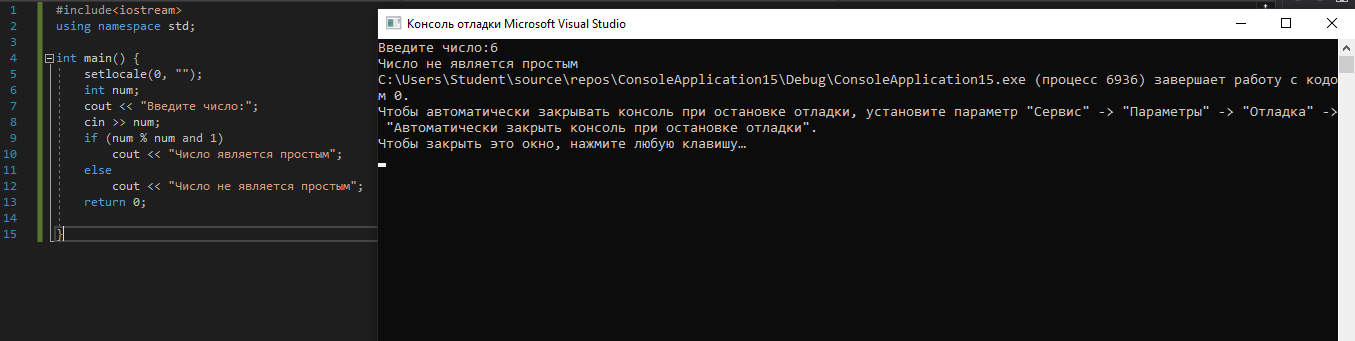 1 #include<iostream>
2 using namespace std;
3
4 int main() {
5 setlocale(0, "");
6 int num;
7 cout << "Введите число:";
8 cin >> num;
9 if (num % num and 1)
10 cout << "Число является простым";
11 else
12 cout << "Число не является простым";
13 return 0;
14
15 }
Консоль отладки Microsoft Visual Studio
Введите число:6
Число не является простым
C:\Users\Student\source\repos\ConsoleApplication15\Debug\ConsoleApplication15.exe (процесс 6936) завершает работу с кодо
м 0.
Чтобы автоматически закрывать консоль при остановке отладки, установите параметр "Сервис" -> "Параметры" -> "Отладка" ->
"Автоматически закрыть консоль при остановке отладки".
Чтобы закрыть это окно, нажмите любую клавишу…